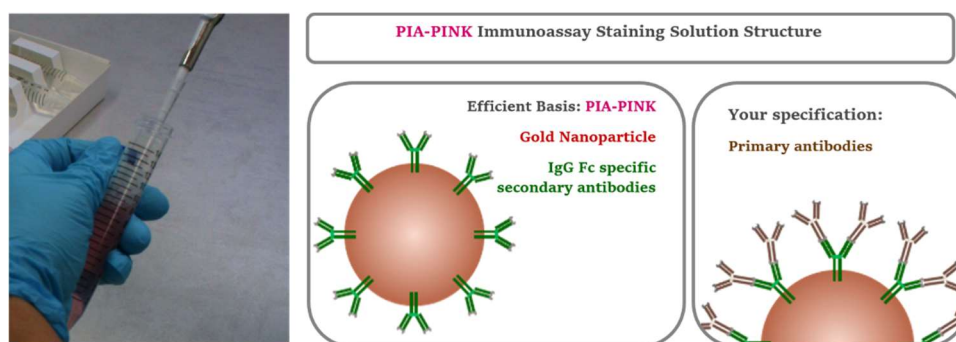 PIA-PINK Immunoassay Staining Solution Structure
Efficient Basis: PIA-PINK
Gold Nanoparticle
IgG Fc specific
secondary antibodies
Your specification:
Primary antibodies